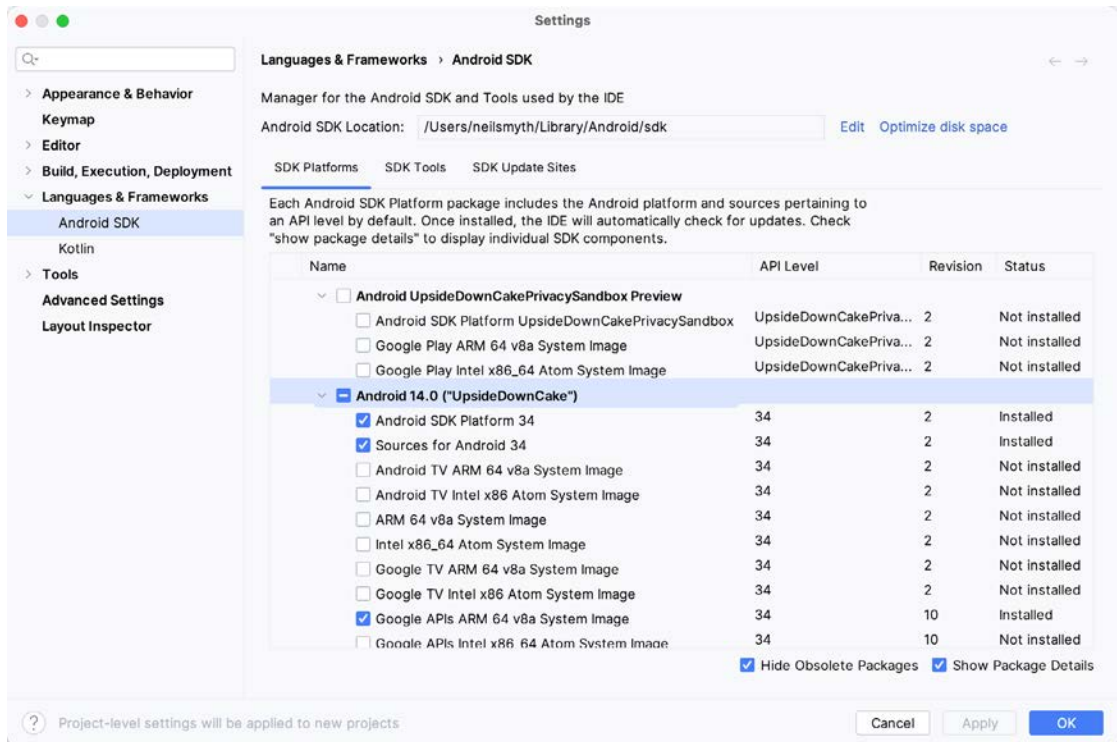 Settings
Languages & Frameworks › Android SDK
Appearance & Behavior
Keymap
Editor
Build, Execution, Deployment
Languages & Frameworks
Android SDK
Kotlin
Tools
Advanced Settings
Layout Inspector
Manager for the Android SDK and Tools used by the IDE
Android SDK Location: /Users/neilsmyth/Library/Android/sdk Edit Optimize disk space
SDK Platforms SDK Tools SDK Update Sites
Each Android SDK Platform package includes the Android platform and sources pertaining to
an API level by default. Once installed, the IDE will automatically check for updates. Check
"show package details" to display individual SDK components.
Name API Level Revision Status
Android UpsideDownCakePrivacySandbox Preview
Android SDK Platform UpsideDownCakePrivacySandbox UpsideDownCakePriva... 2 Not installed
Google Play ARM 64 v8a System Image UpsideDownCakePriva... 2 Not installed
Google Play Intel x86_64 Atom System Image UpsideDownCakePriva... 2 Not installed
Android 14.0 ("UpsideDownCake")
Android SDK Platform 34 34 2 Installed
Sources for Android 34 34 2 Installed
Android TV ARM 64 v8a System Image 34 2 Not installed
Android TV Intel x86 Atom System Image 34 2 Not installed
ARM 64 v8a System Image 34 2 Not installed
Intel x86_64 Atom System Image 34 2 Not installed
Google TV ARM 64 v8a System Image 34 2 Not installed
Google TV Intel x86 Atom System Image 34 2 Not installed
Google APIs ARM 64 v8a System Image 34 10 Installed
Google APIs Intel x86_64 Atom System Image 34 10 Not installed
Hide Obsolete Packages Show Package Details
? Project-level settings will be applied to new projects
Cancel Apply OK